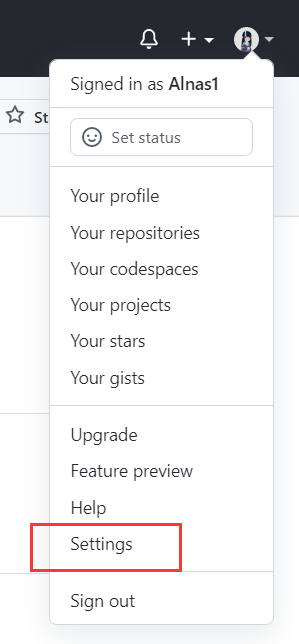 Signed in as Alnas1
St
Set status
Your profile
Your repositories
Your codespaces
Your projects
Your stars
Your gists
Upgrade
Feature preview
Help
Settings
Sign out